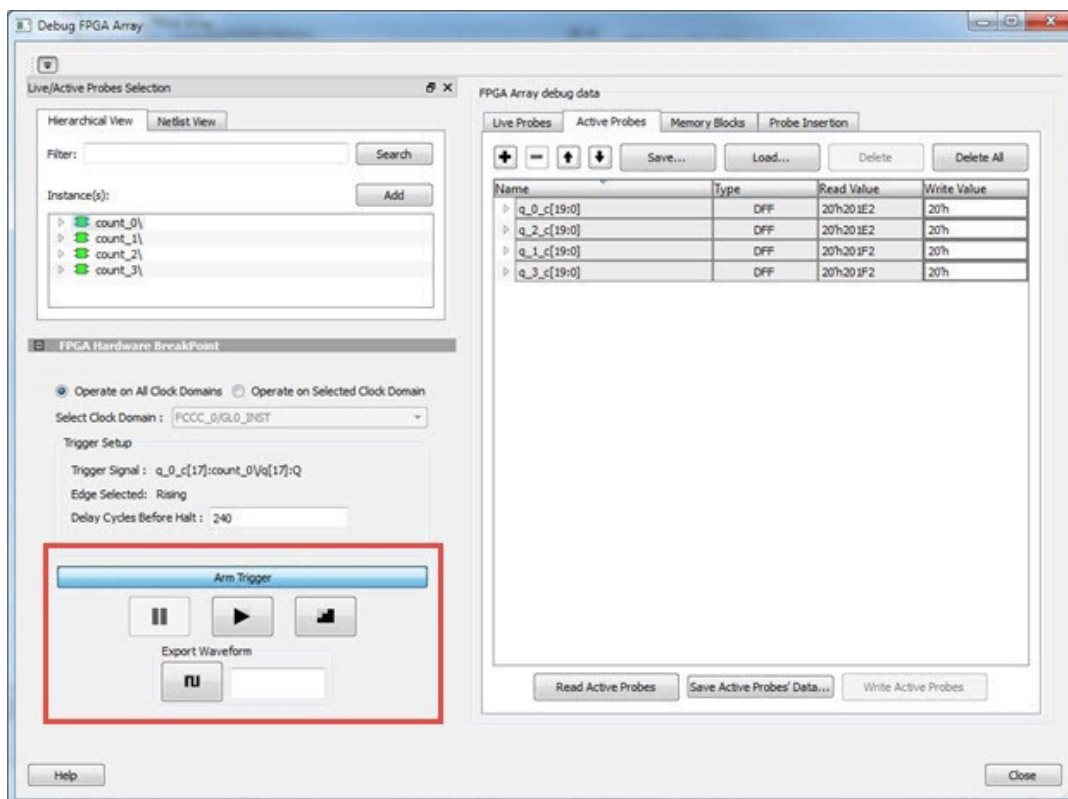 Debug FPGA Array
Live/Active Probes Selection
Hierarchical View Netlist View
Filter: Search
Instance(s): Add
count_0\
count_1\
count_2\
count_3\
FPGA Hardware BreakPoint
Operate on All Clock Domains Operate on Selected Clock Domain
Select Clock Domain : FCCC_0/GL0_INST
Trigger Setup
Trigger Signal : q_0_c[17]:count_0\/q[17]:Q
Edge Selected: Rising
Delay Cycles Before Halt : 240
Arm Trigger
Export Waveform
FPGA Array debug data
Live Probes Active Probes Memory Blocks Probe Insertion
Save... Load... Delete Delete All
Name Type Read Value Write Value
q_0_c[19:0] DFF 20'h201E2 20'h
q_2_c[19:0] DFF 20'h201E2 20'h
q_1_c[19:0] DFF 20'h201F2 20'h
q_3_c[19:0] DFF 20'h201F2 20'h
Read Active Probes Save Active Probes' Data... Write Active Probes
Help Close